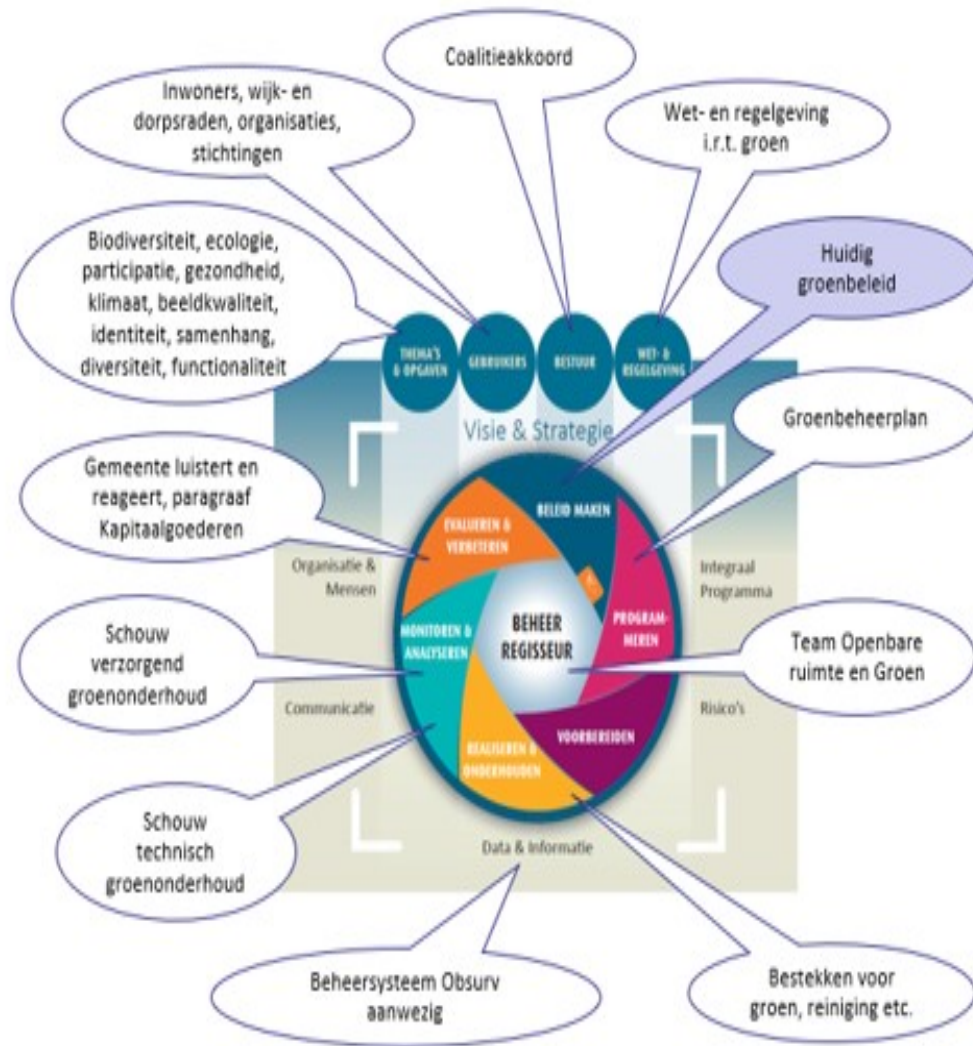 Coalitieakkoord
Inwoners, wijk- en
dorpsraden, organisaties,
stichtingen
Wet- en regelgeving
i.r.t. groen
Biodiversiteit, ecologie,
participatie, gezondheid,
klimaat, beeldkwaliteit,
identiteit, samenhang,
diversiteit, functionaliteit
Huidig
groenbeleid
THEMA'S
& OPGAVEN
GEBRUIKERS
BESTUUR
WET- &
REGELGEVING
Visie & Strategie
Groenbeheerplan
Gemeente luistert en
reageert, paragraaf
Kapitaalgoederen
EVALUEREN &
VERBETEREN
BELEID MAKEN
Organisatie &
Mensen
Integraal
Programma
MONITOREN &
ANALYSEREN
BEHEER
REGISSEUR
PROGRAM-
MEREN
Schouw
verzorgend
groenonderhoud
Team Openbare
ruimte en Groen
Communicatie
Risico's
REALISEREN &
ONDERHOUDEN
VOORBEREIDEN
Schouw
technisch
groenonderhoud
Data & Informatie
Beheersysteem Obsurv
aanwezig
Bestekken voor
groen, reiniging etc.